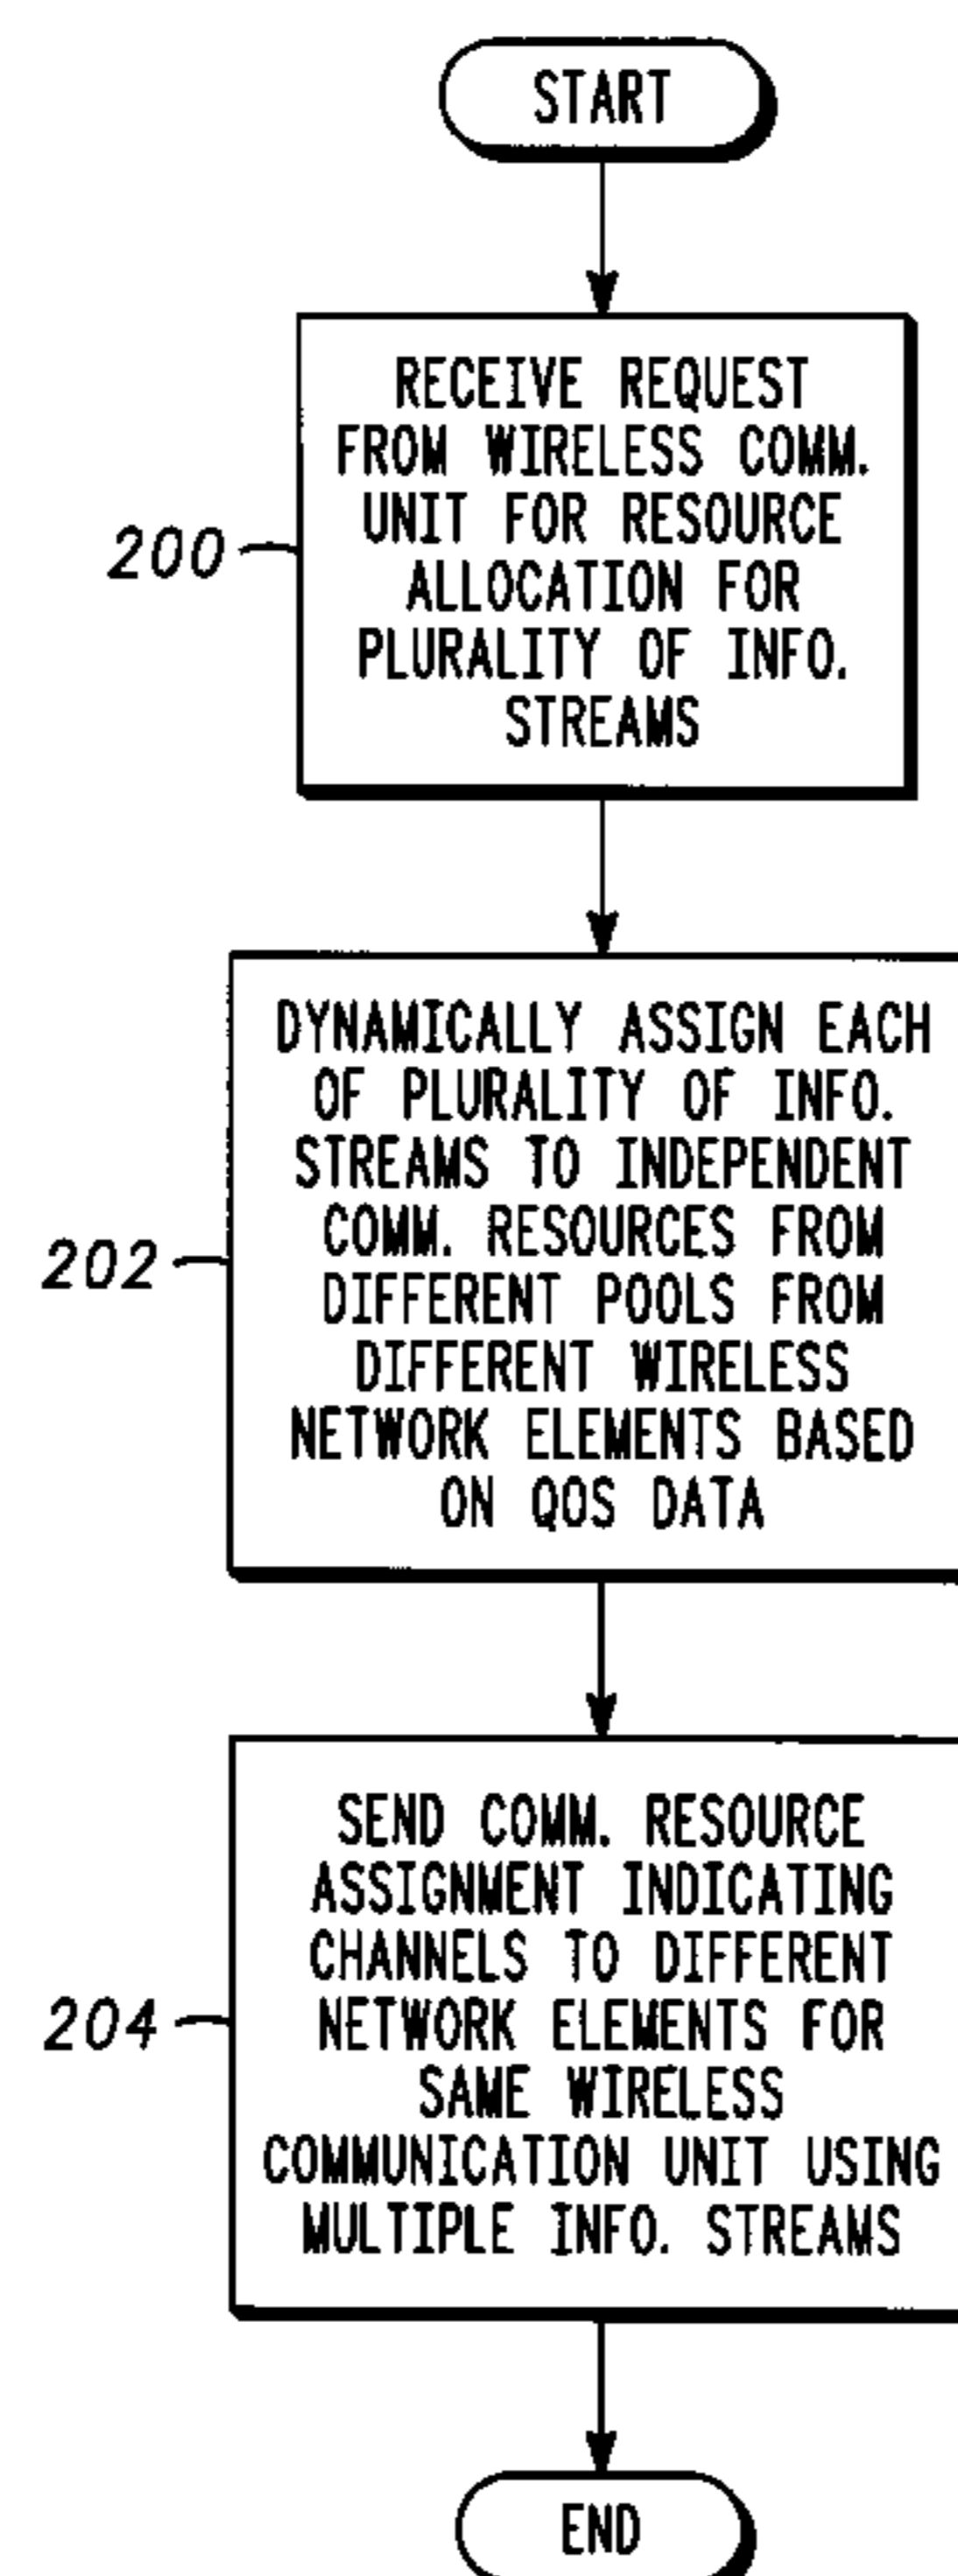 START
RECEIVE REQUEST
FROM WIRELESS COMM.
UNIT FOR RESOURCE
ALLOCATION FOR
PLURALITY OF INFO.
STREAMS
200
DYNAMICALLY ASSIGN EACH
OF PLURALITY OF INFO.
STREAMS TO INDEPENDENT
COMM. RESOURCES FROM
DIFFERENT POOLS FROM
DIFFERENT WIRELESS
NETWORK ELEMENTS BASED
ON QOS DATA
202
SEND COMM. RESOURCE
ASSIGNMENT INDICATING
CHANNELS TO DIFFERENT
NETWORK ELEMENTS FOR
SAME WIRELESS
COMMUNICATION UNIT USING
MULTIPLE INFO. STREAMS
204
END